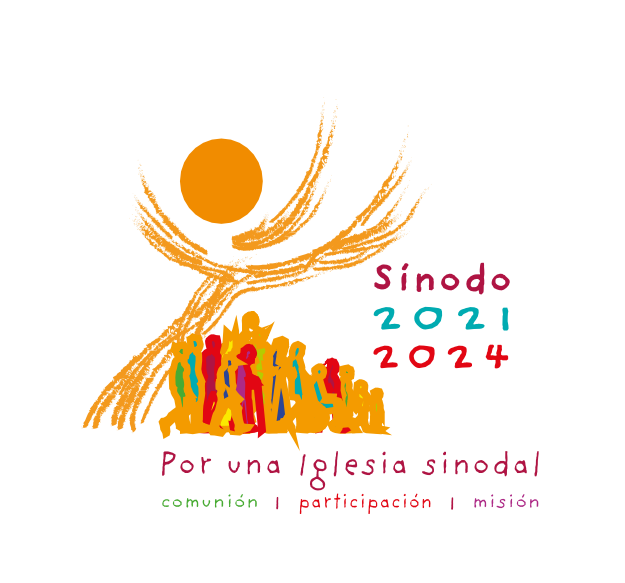 Sínodo
2021
2024
Por una Iglesia sinodal
comunión | participación | misión